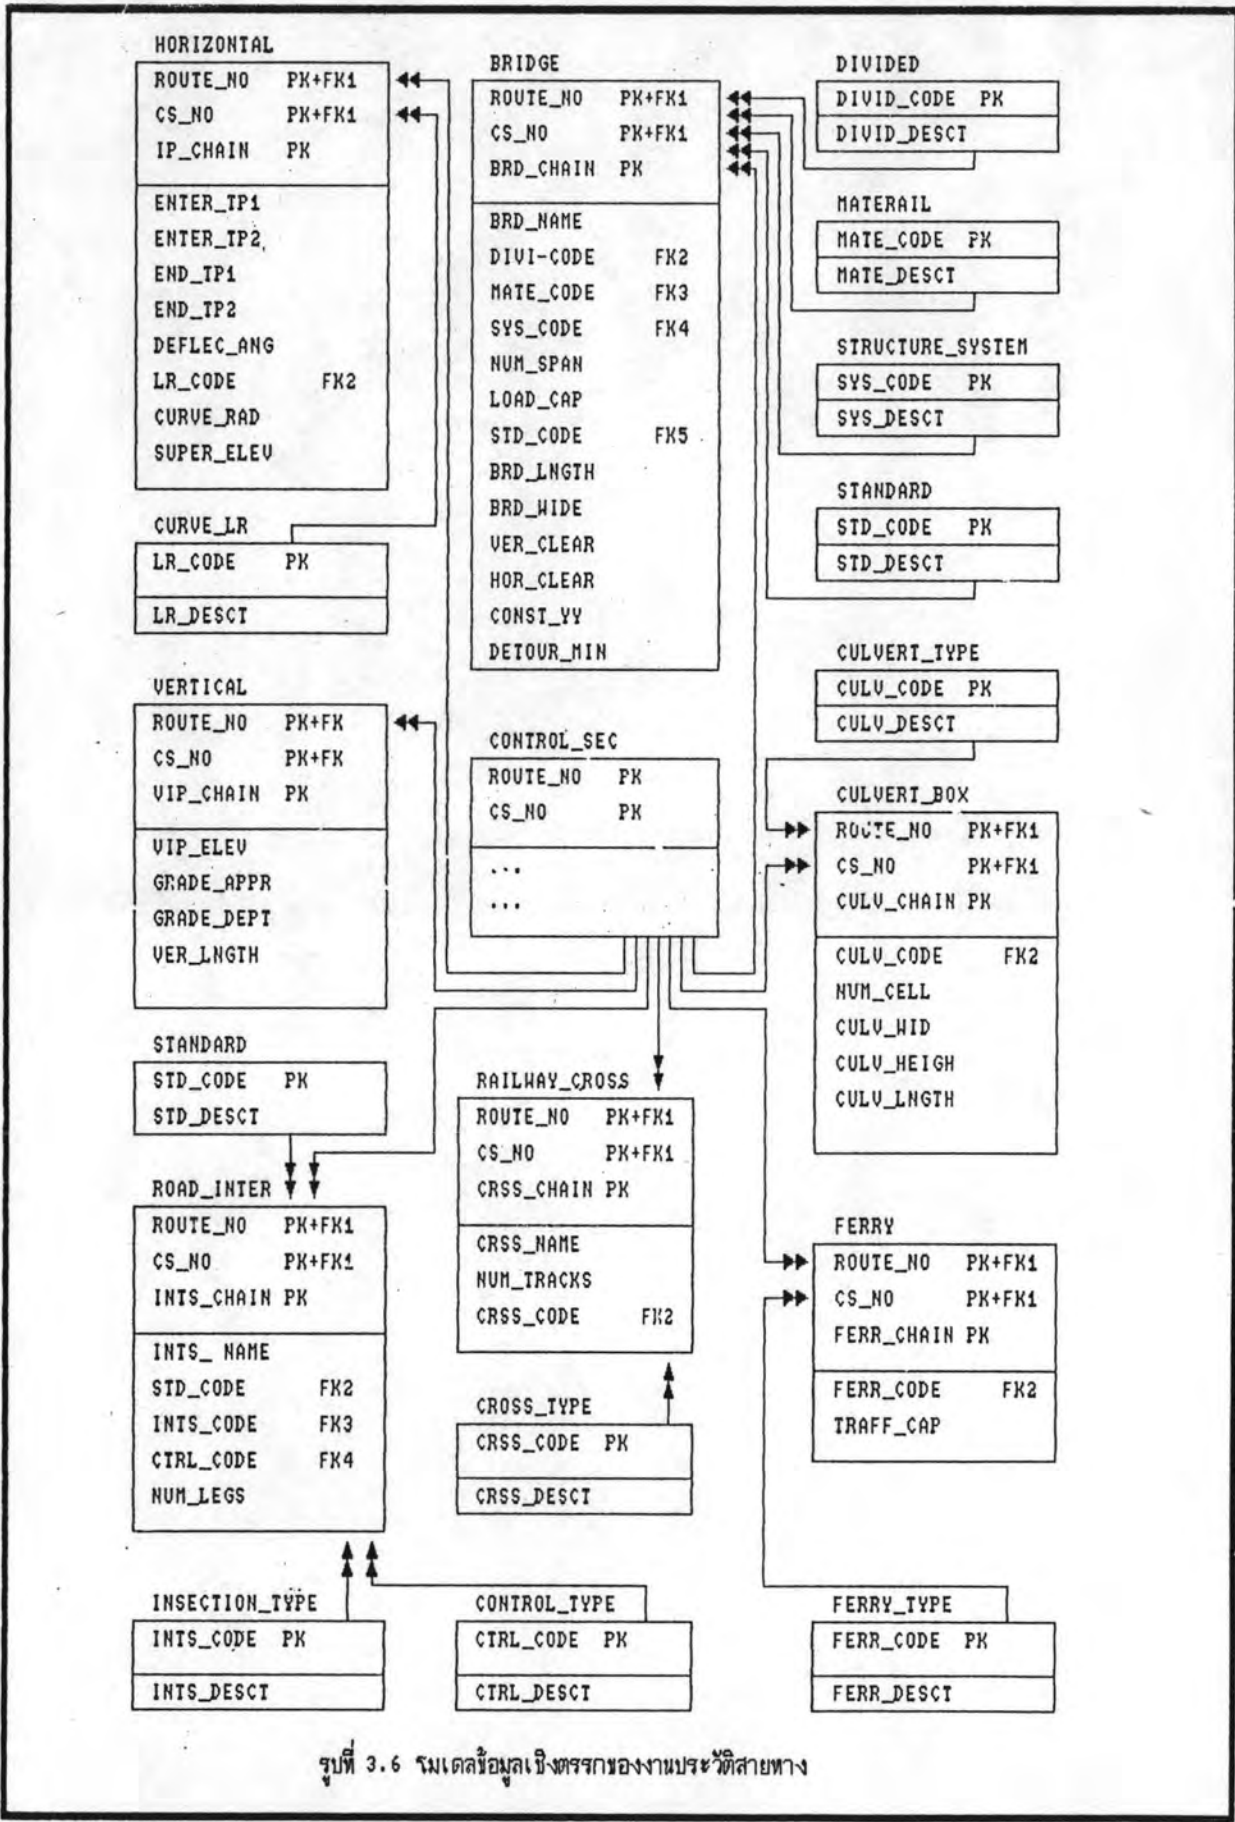 HORIZONTAL
ROUTE_NO PK+FK1
CS_NO PK+FK1
IP_CHAIN PK
ENTER_TP1
ENTER_TP2
END_TP1
END_TP2
DEFLEC_ANG
LR_CODE FK2
CURVE_RAD
SUPER_ELEV
CURVE_LR
LR_CODE PK
LR_DESCT
VERTICAL
ROUTE_NO PK+FK
CS_NO PK+FK
VIP_CHAIN PK
VIP_ELEV
GRADE_APPR
GRADE_DEPT
VER_LNGTH
STANDARD
STD_CODE PK
STD_DESCT
ROAD_INTER
ROUTE_NO PK+FK1
CS_NO PK+FK1
INTS_CHAIN PK
INTS_ NAME
STD_CODE FK2
INTS_CODE FK3
CTRL_CODE FK4
NUM_LEGS
INSECTION_TYPE
INTS_CODE PK
INTS_DESCT
BRIDGE
ROUTE_NO PK+FK1
CS_NO PK+FK1
BRD_CHAIN PK
BRD_NAME
DIVI-CODE FK2
MATE_CODE FK3
SYS_CODE FK4
NUM_SPAN
LOAD_CAP
STD_CODE FK5
BRD_LNGTH
BRD_WIDE
VER_CLEAR
HOR_CLEAR
CONST_YY
DETOUR_MIN
CONTROL_SEC
ROUTE_NO PK
CS_NO PK
...
...
RAILWAY_CROSS
ROUTE_NO PK+FK1
CS_NO PK+FK1
CRSS_CHAIN PK
CRSS_NAME
NUM_TRACKS
CRSS_CODE FK2
CROSS_TYPE
CRSS_CODE PK
CRSS_DESCT
CONTROL_TYPE
CTRL_CODE PK
CTRL_DESCT
DIVIDED
DIVID_CODE PK
DIVID_DESCT
MATERAIL
MATE_CODE PK
MATE_DESCT
STRUCTURE_SYSTEM
SYS_CODE PK
SYS_DESCT
STANDARD
STD_CODE PK
STD_DESCT
CULVERT_TYPE
CULV_CODE PK
CULV_DESCT
CULVERT_BOX
ROUTE_NO PK+FK1
CS_NO PK+FK1
CULV_CHAIN PK
CULV_CODE FK2
NUM_CELL
CULV_WID
CULV_HEIGH
CULV_LNGTH
FERRY
ROUTE_NO PK+FK1
CS_NO PK+FK1
FERR_CHAIN PK
FERR_CODE FK2
TRAFF_CAP
FERRY_TYPE
FERR_CODE PK
FERR_DESCT
รูปที่ 3.6 โมเดลข้อมูลเชิงตรรกของงานประวัติสายทาง